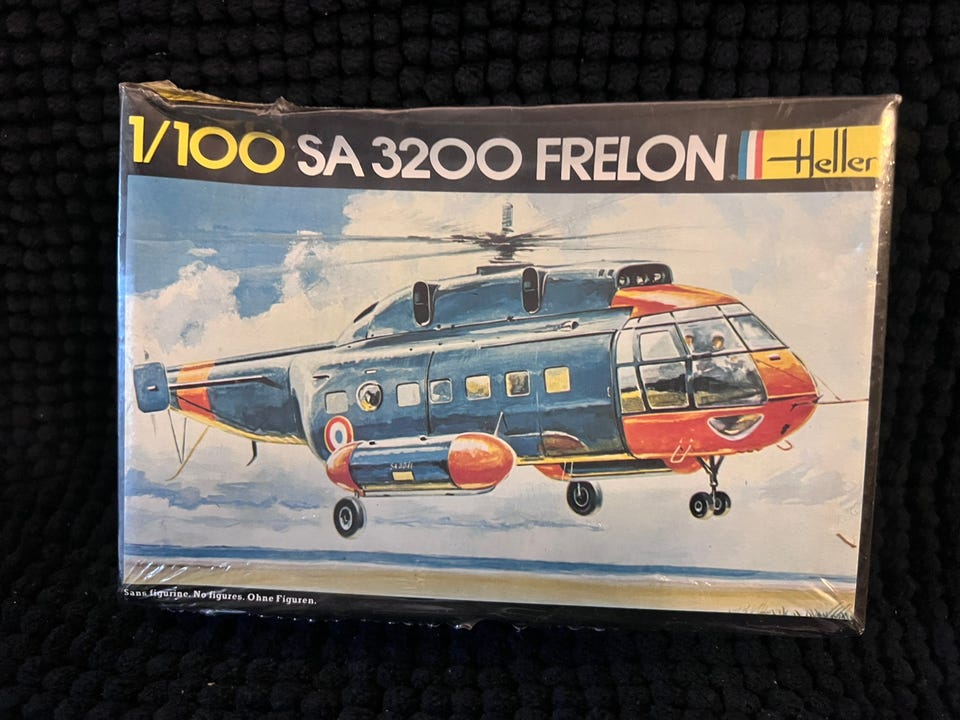 1/100 SA 3200 FRELON Heller
Sans figurine. No figures. Ohne Figuren.